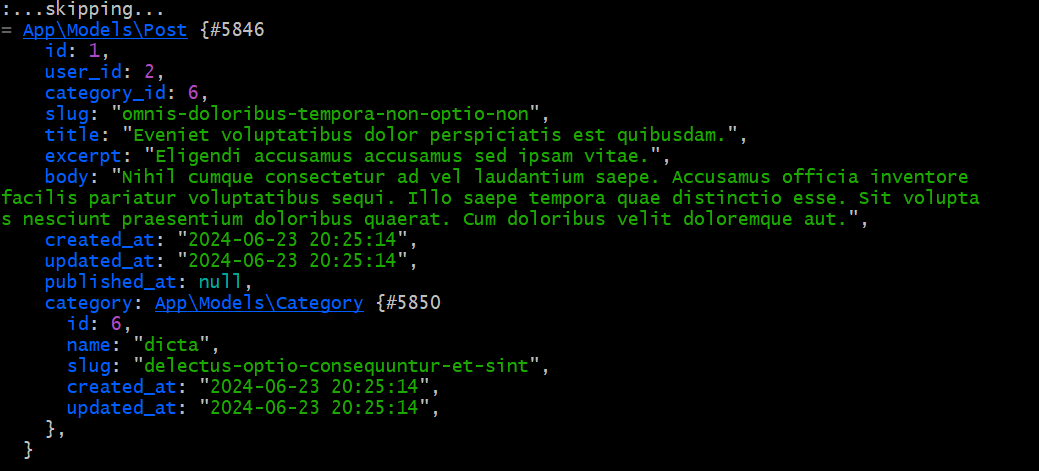 :...skipping...
= App\Models\Post {#5846
    id: 1,
    user_id: 2,
    category_id: 6,
    slug: "omnis-doloribus-tempora-non-optio-non",
    title: "Eveniet voluptatibus dolor perspiciatis est quibusdam.",
    excerpt: "Eligendi accusamus accusamus sed ipsam vitae.",
    body: "Nihil cumque consectetur ad vel laudantium saepe. Accusamus officia inventore
facilis pariatur voluptatibus sequi. Illo saepe tempora quae distinctio esse. Sit volupta
s nesciunt praesentium doloribus quaerat. Cum doloribus velit doloremque aut.",
    created_at: "2024-06-23 20:25:14",
    updated_at: "2024-06-23 20:25:14",
    published_at: null,
    category: App\Models\Category {#5850
      id: 6,
      name: "dicta",
      slug: "delectus-optio-consequuntur-et-sint",
      created_at: "2024-06-23 20:25:14",
      updated_at: "2024-06-23 20:25:14",
    },
  }